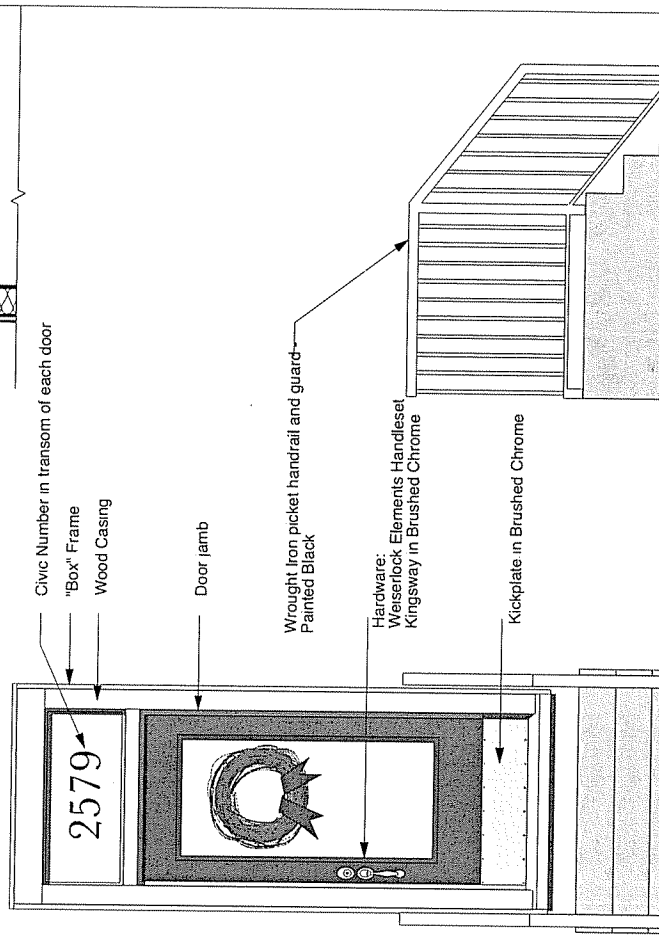 Civic Number in transom of each door
"Box" Frame
Wood Casing
2579
Door jamb
Wrought Iron picket handrail and guard
Painted Black
Hardware:
Weiserlock Elements Handleset
Kingsway in Brushed Chrome
Kickplate in Brushed Chrome